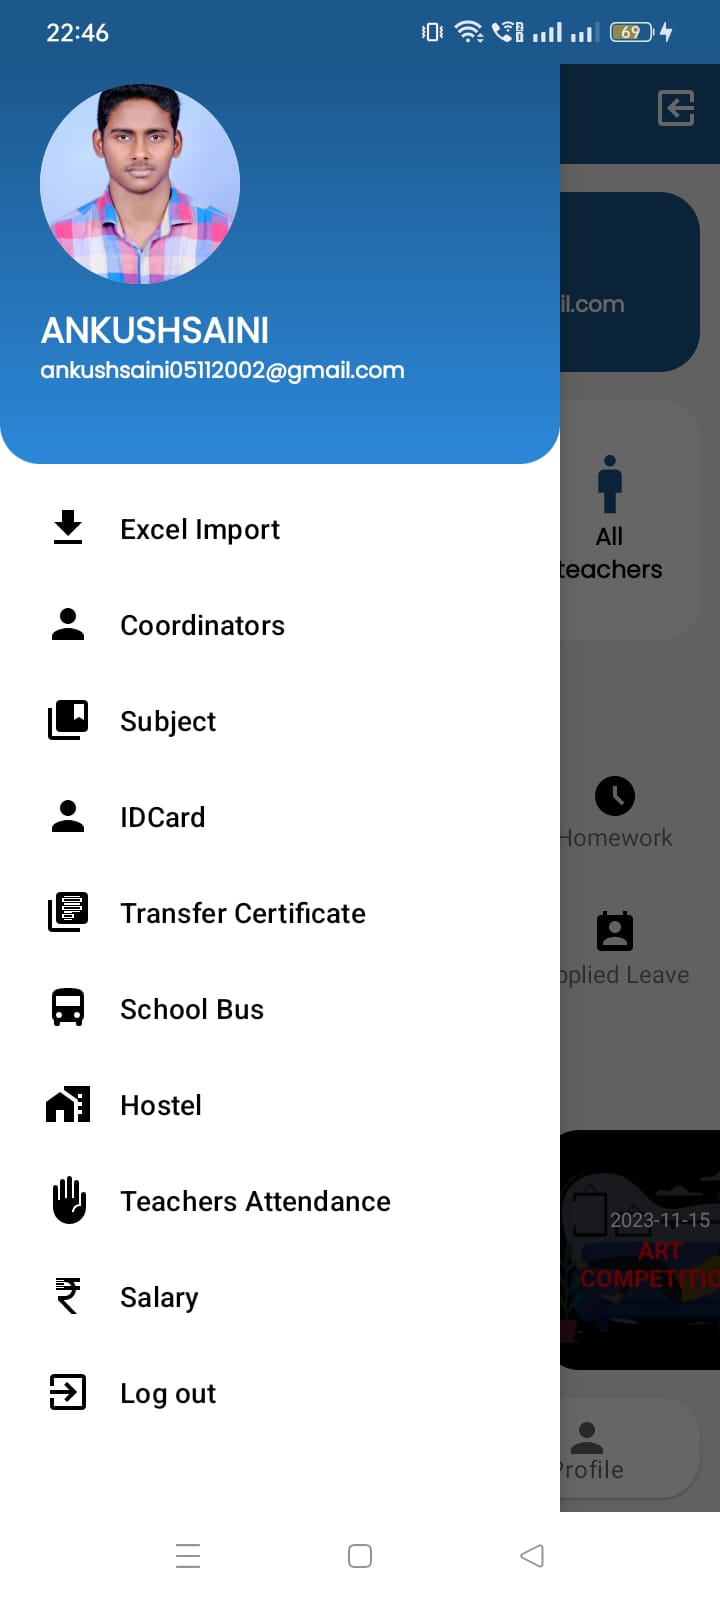 22:46
69
ANKUSHSAINI
ankushsaini05112002@gmail.com
il.com
All
teachers
Excel Import
Coordinators
Subject
IDCard
Homework
Transfer Certificate
pplied Leave
School Bus
Hostel
Teachers Attendance
2023-11-15
ART
COMPETITIO
Salary
Log out
Profile